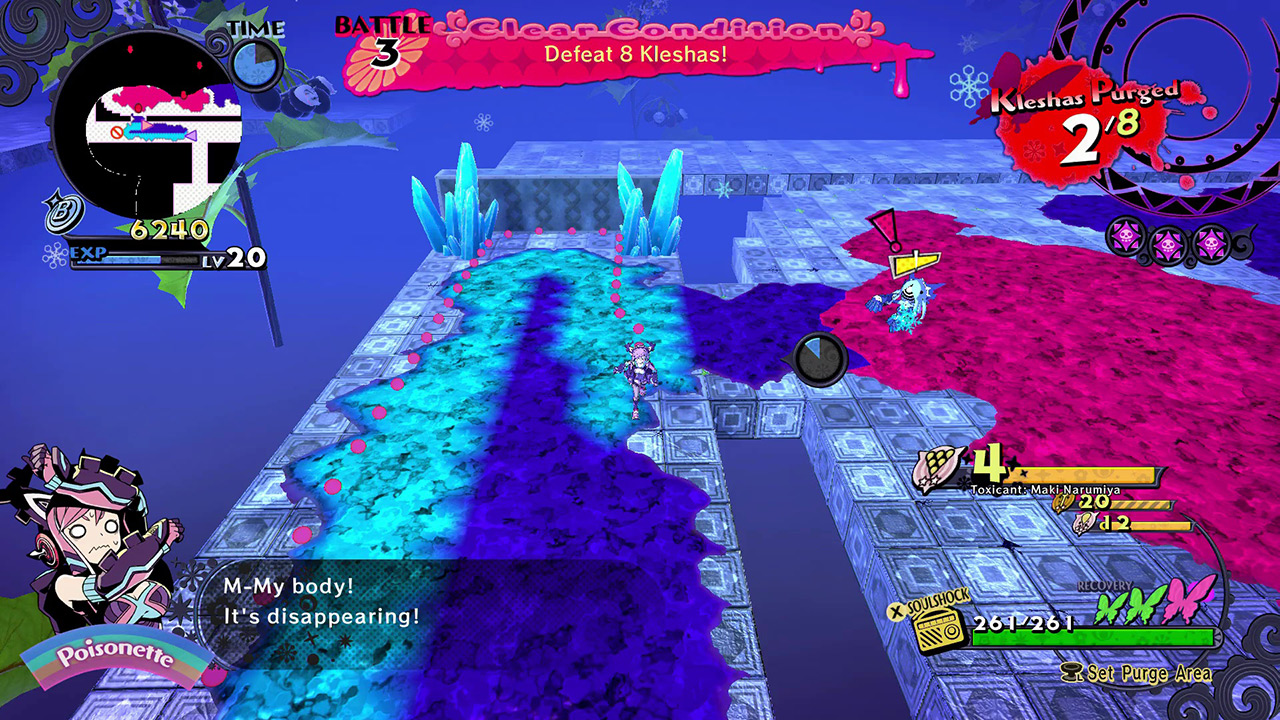 TIME
BATTLE
3
Clear Condition
Defeat 8 Kleshas!
Kleshas Purged
2/8
B
6240
EXP
LV20
4
Toxicant: Maki Narumiya
20
12
M-My body!
It's disappearing!
Poisonette
RECOVERY
X SOULSHOCK
261/261
Set Purge Area